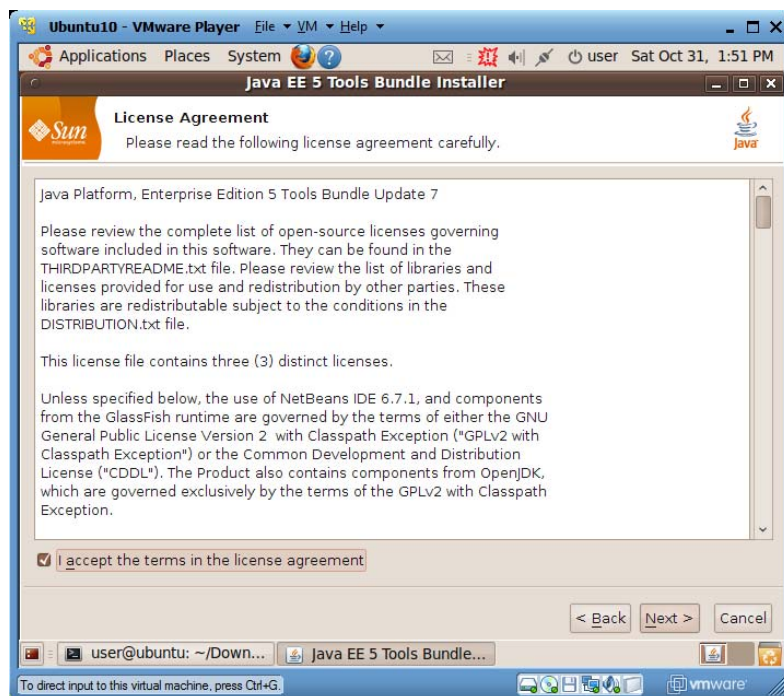 Ubuntu10 - VMware Player File VM Help
Applications Places System user Sat Oct 31, 1:51 PM
Java EE 5 Tools Bundle Installer
Sun
License Agreement
Please read the following license agreement carefully.
Java
Java Platform, Enterprise Edition 5 Tools Bundle Update 7
Please review the complete list of open-source licenses governing
software included in this software. They can be found in the
THIRDPARTYREADME.txt file. Please review the list of libraries and
licenses provided for use and redistribution by other parties. These
libraries are redistributable subject to the conditions in the
DISTRIBUTION.txt file.
This license file contains three (3) distinct licenses.
Unless specified below, the use of NetBeans IDE 6.7.1, and components
from the GlassFish runtime are governed by the terms of either the GNU
General Public License Version 2 with Classpath Exception ("GPLv2 with
Classpath Exception") or the Common Development and Distribution
License ("CDDL"). The Product also contains components from OpenJDK,
which are governed exclusively by the terms of the GPLv2 with Classpath
Exception.
I accept the terms in the license agreement
< Back Next > Cancel
user@ubuntu: ~/Down... Java EE 5 Tools Bundle...
To direct input to this virtual machine, press Ctrl+G. vmware